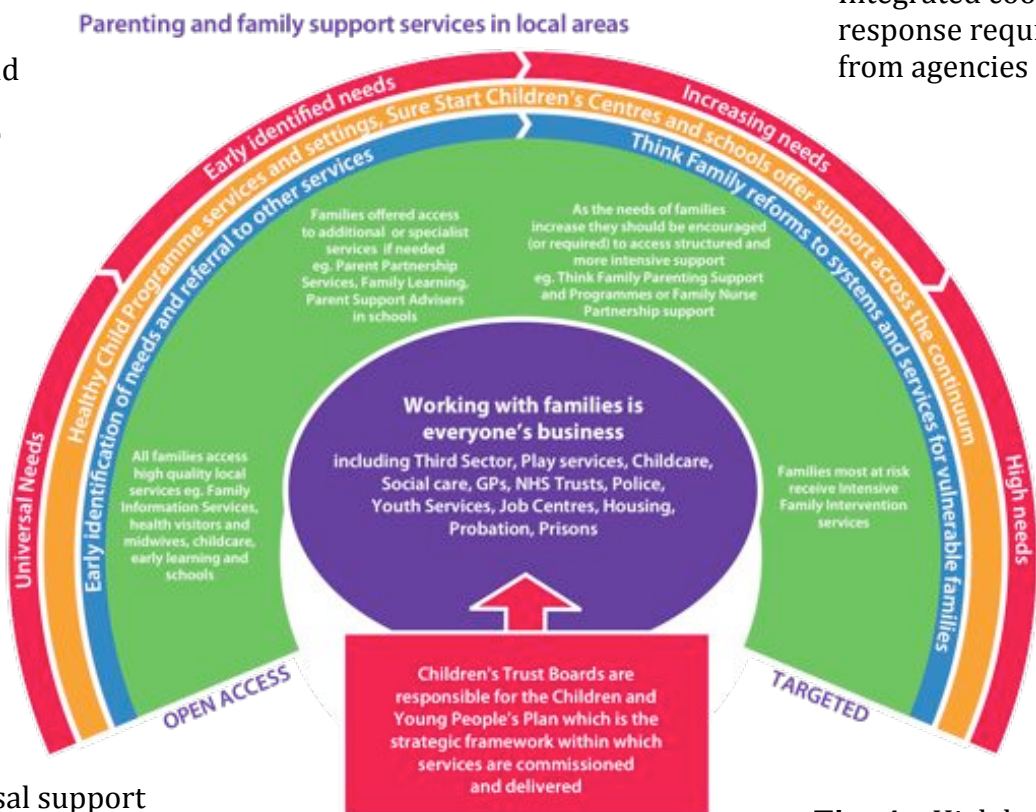 Parenting and family support services in local areas
response requi
from agencies
Early identified needs
Increasing needs
Universal Needs
High needs
Healthy Child Programme services and settings, Sure Start Children's Centres and schools offer support across the continuum
Early identification of needs and referral to other services
Think Family reforms to systems and services for vulnerable families
Families offered access
to additional or specialist
services if needed
eg. Parent Partnership
Services, Family Learning,
Parent Support Advisers
in schools
As the needs of families
increase they should be encouraged
(or required) to access structured and
more intensive support
eg. Think Family Parenting Support
and Programmes or Family Nurse
Partnership support
All families access
high quality local
services eg. Family
Information Services,
health visitors and
midwives, childcare,
early learning and
schools
Working with families is
everyone's business
including Third Sector, Play services, Childcare,
Social care, GPs, NHS Trusts, Police,
Youth Services, Job Centres, Housing,
Probation, Prisons
Families most at risk
receive Intensive
Family Intervention
services
OPEN ACCESS
TARGETED
Children's Trust Boards are
responsible for the Children and
Young People's Plan which is the
strategic framework within which
services are commissioned
and delivered
sal support